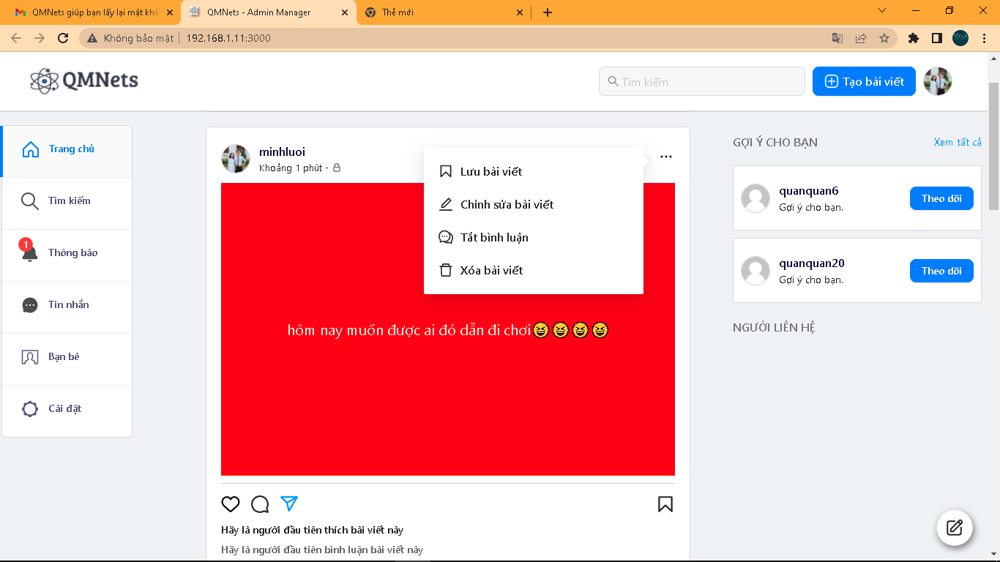 QMNets giúp bạn lấy lại mật khẩ
QMNets - Admin Manager
Thẻ mới
Không bảo mật
192.168.1.11:3000
QMNets
Tìm kiếm
Tạo bài viết
Trang chủ
Tìm kiếm
1
Thông báo
Tin nhắn
Bạn bè
Cài đặt
minhluoi
Khoảng 1 phút -
Lưu bài viết
Chỉnh sửa bài viết
Tắt bình luận
Xóa bài viết
hôm nay muốn được ai đó dẫn đi chơi😆😆😆😆
Hãy là người đầu tiên thích bài viết này
Hãy là người đầu tiên bình luận bài viết này
GỢI Ý CHO BẠN
Xem tất cả
quanquan6
Gợi ý cho bạn.
Theo dõi
quanquan20
Gợi ý cho bạn.
Theo dõi
NGƯỜI LIÊN HỆ